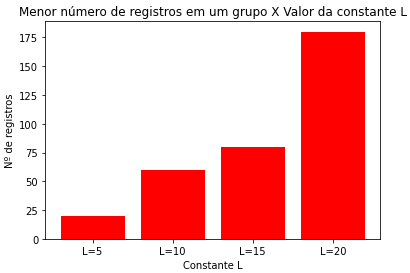 Menor número de registros em um grupo X Valor da constante L
Nº de registros
175
150
125
100
75
50
25
0
L=5
L=10
L=15
L=20
Constante L